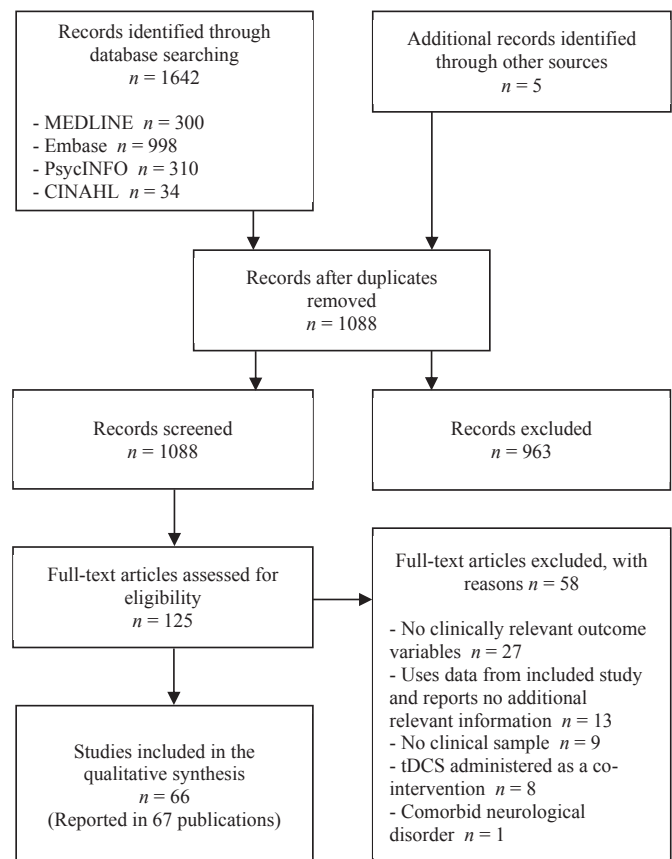 Records identified through
database searching
n = 1642
- MEDLINE n = 300
- Embase n = 998
- PsycINFO n = 310
- CINAHL n = 34
Additional records identified
through other sources
n = 5
Records after duplicates
removed
n = 1088
Records screened
n = 1088
Records excluded
n = 963
Full-text articles assessed for
eligibility
n = 125
Full-text articles excluded, with
reasons n = 58
- No clinically relevant outcome
variables n = 27
- Uses data from included study
and reports no additional
relevant information n = 13
- No clinical sample n = 9
- tDCS administered as a co-
intervention n = 8
- Comorbid neurological
disorder n = 1
Studies included in the
qualitative synthesis
n = 66
(Reported in 67 publications)